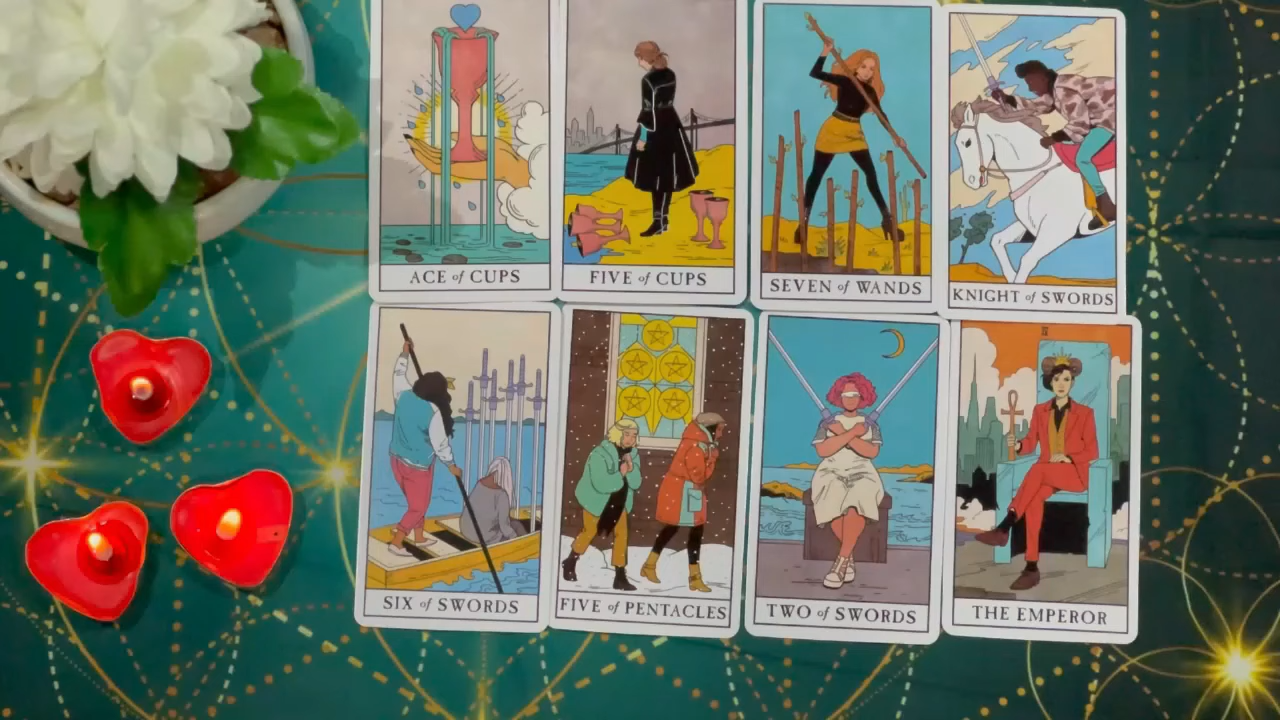 ACE of CUPS
FIVE of CUPS
SEVEN of WANDS
KNIGHT of SWORDS
IV
SIX of SWORDS
FIVE of PENTACLES
TWO of SWORDS
THE EMPEROR